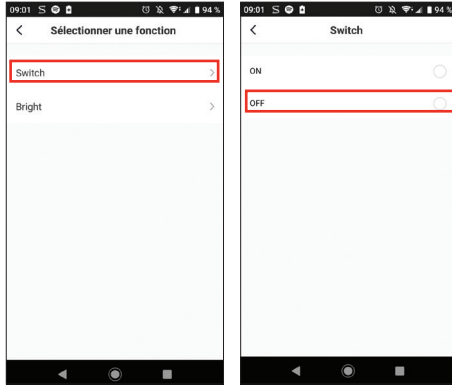 09:01 94 %
Sélectionner une fonction
Switch
Bright
09:01 94 %
Switch
ON
OFF